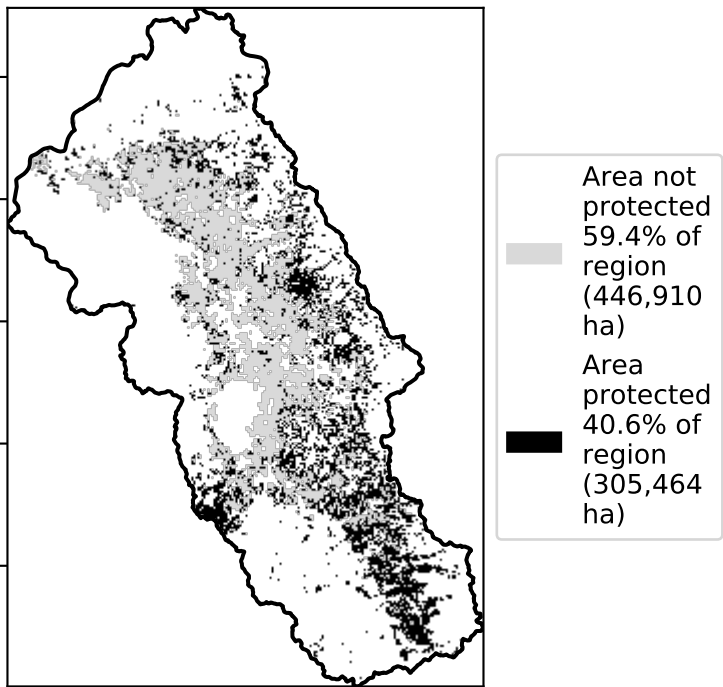 Area not
protected
59.4% of
region
(446,910
ha)
Area
protected
40.6% of
region
(305,464
ha)